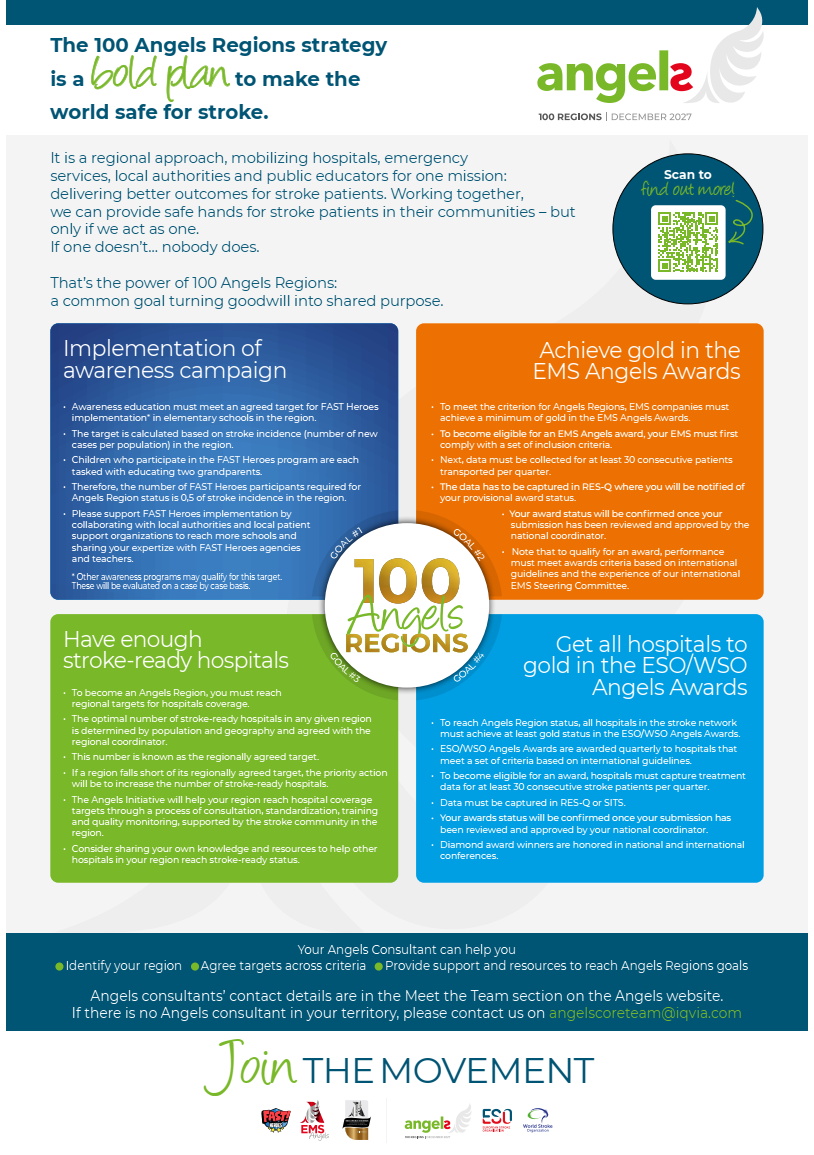 The 100 Angels Regions strategy
is a bold plan to make the
world safe for stroke.
angels
100 REGIONS | DECEMBER 2027
It is a regional approach, mobilizing hospitals, emergency
services, local authorities and public educators for one mission:
delivering better outcomes for stroke patients. Working together,
we can provide safe hands for stroke patients in their communities – but
only if we act as one.
If one doesn't... nobody does.
That's the power of 100 Angels Regions:
a common goal turning goodwill into shared purpose.
Scan to
find out more!
Implementation of
awareness campaign
• Awareness education must meet an agreed target for FAST Heroes
implementation* in elementary schools in the region.
• The target is calculated based on stroke incidence (number of new
cases per population) in the region.
• Children who participate in the FAST Heroes program are each
tasked with educating two grandparents.
• Therefore, the number of FAST Heroes participants required for
Angels Region status is 0,5 of stroke incidence in the region.
• Please support FAST Heroes implementation by
collaborating with local authorities and local patient
support organizations to reach more schools and
sharing your expertize with FAST Heroes agencies
and teachers.
* Other awareness programs may qualify for this target.
These will be evaluated on a case by case basis.
Achieve gold in the
EMS Angels Awards
• To meet the criterion for Angels Regions, EMS companies must
achieve a minimum of gold in the EMS Angels Awards.
• To become eligible for an EMS Angels award, your EMS must first
comply with a set of inclusion criteria.
• Next, data must be collected for at least 30 consecutive patients
transported per quarter.
• The data has to be captured in RES-Q where you will be notified of
your provisional award status.
• Your award status will be confirmed once your
submission has been reviewed and approved by the
national coordinator.
• Note that to qualify for an award, performance
must meet awards criteria based on international
guidelines and the experience of our international
EMS Steering Committee.
GOAL #1
GOAL #2
100
Angels
REGIONS
GOAL #3
GOAL #4
Have enough
stroke-ready hospitals
• To become an Angels Region, you must reach
regional targets for hospitals coverage.
• The optimal number of stroke-ready hospitals in any given region
is determined by population and geography and agreed with the
regional coordinator.
• This number is known as the regionally agreed target.
• If a region falls short of its regionally agreed target, the priority action
will be to increase the number of stroke-ready hospitals.
• The Angels Initiative will help your region reach hospital coverage
targets through a process of consultation, standardization, training
and quality monitoring, supported by the stroke community in the
region.
• Consider sharing your own knowledge and resources to help other
hospitals in your region reach stroke-ready status.
Get all hospitals to
gold in the ESO/WSO
Angels Awards
• To reach Angels Region status, all hospitals in the stroke network
must achieve at least gold status in the ESO/WSO Angels Awards.
• ESO/WSO Angels Awards are awarded quarterly to hospitals that
meet a set of criteria based on international guidelines.
• To become eligible for an award, hospitals must capture treatment
data for at least 30 consecutive stroke patients per quarter.
• Data must be captured in RES-Q or SITS.
• Your awards status will be confirmed once your submission has
been reviewed and approved by your national coordinator.
• Diamond award winners are honored in national and international
conferences.
Your Angels Consultant can help you
● Identify your region ● Agree targets across criteria ● Provide support and resources to reach Angels Regions goals
Angels consultants' contact details are in the Meet the Team section on the Angels website.
If there is no Angels consultant in your territory, please contact us on angelscoreteam@iqvia.com
Join THE MOVEMENT
FAST!
HEROES
EMS
Angels
angels
ESO
World Stroke
Organization